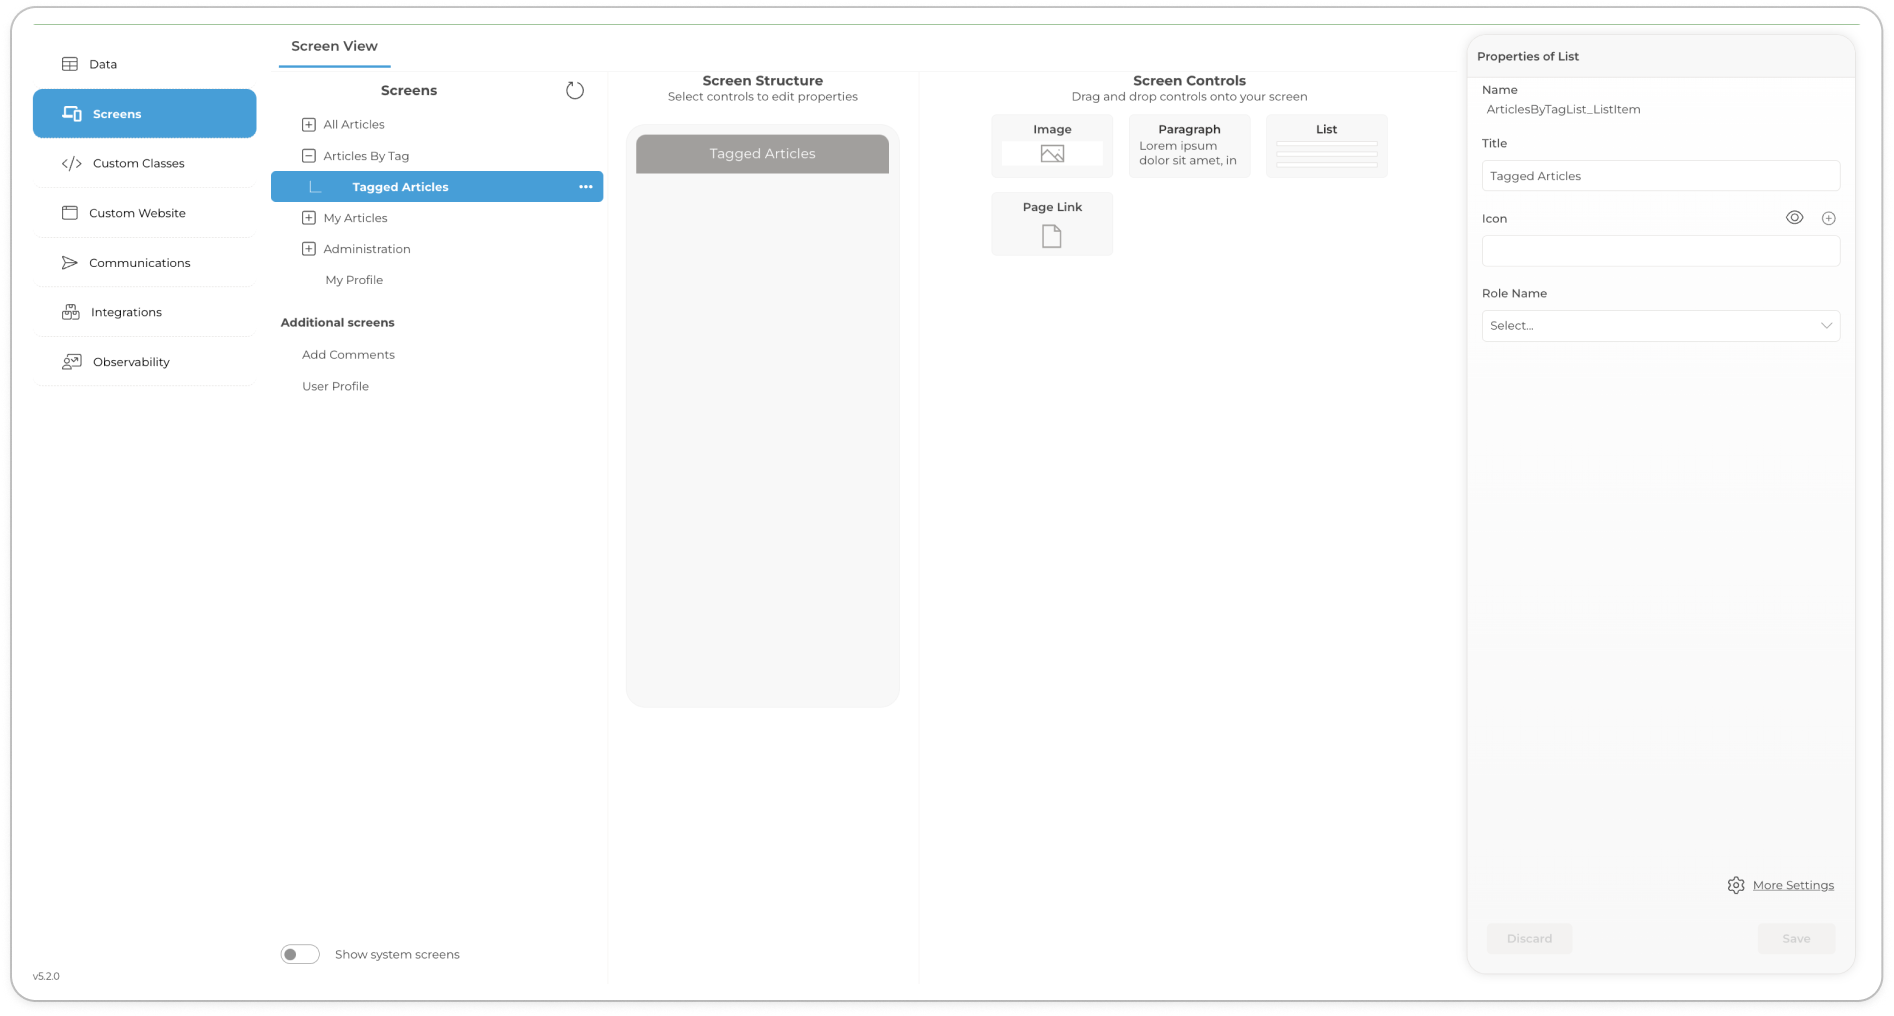 Data
Screens
Custom Classes
Custom Website
Communications
Integrations
Observability
v5.2.0
Screen View
Screens
All Articles
Articles By Tag
Tagged Articles
My Articles
Administration
My Profile
Additional screens
Add Comments
User Profile
Show system screens
Screen Structure
Select controls to edit properties
Tagged Articles
Screen Controls
Drag and drop controls onto your screen
Image
Paragraph
Lorem ipsum
dolor sit amet, in
List
Page Link
Properties of List
Name
ArticlesByTagList_ListItem
Title
Tagged Articles
Icon
Role Name
Select...
More Settings
Discard
Save